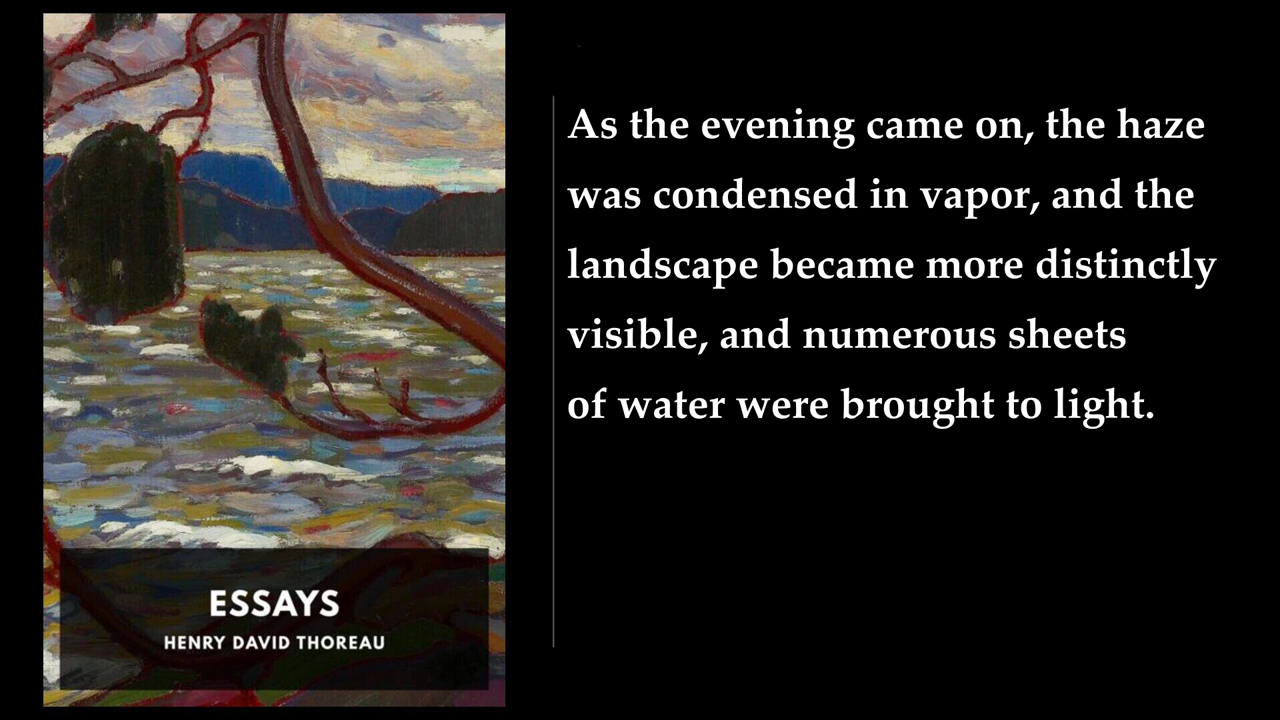 As the evening came on, the haze
was condensed in vapor, and the
landscape became more distinctly
visible, and numerous sheets
of water were brought to light.
ESSAYS
HENRY DAVID THOREAU